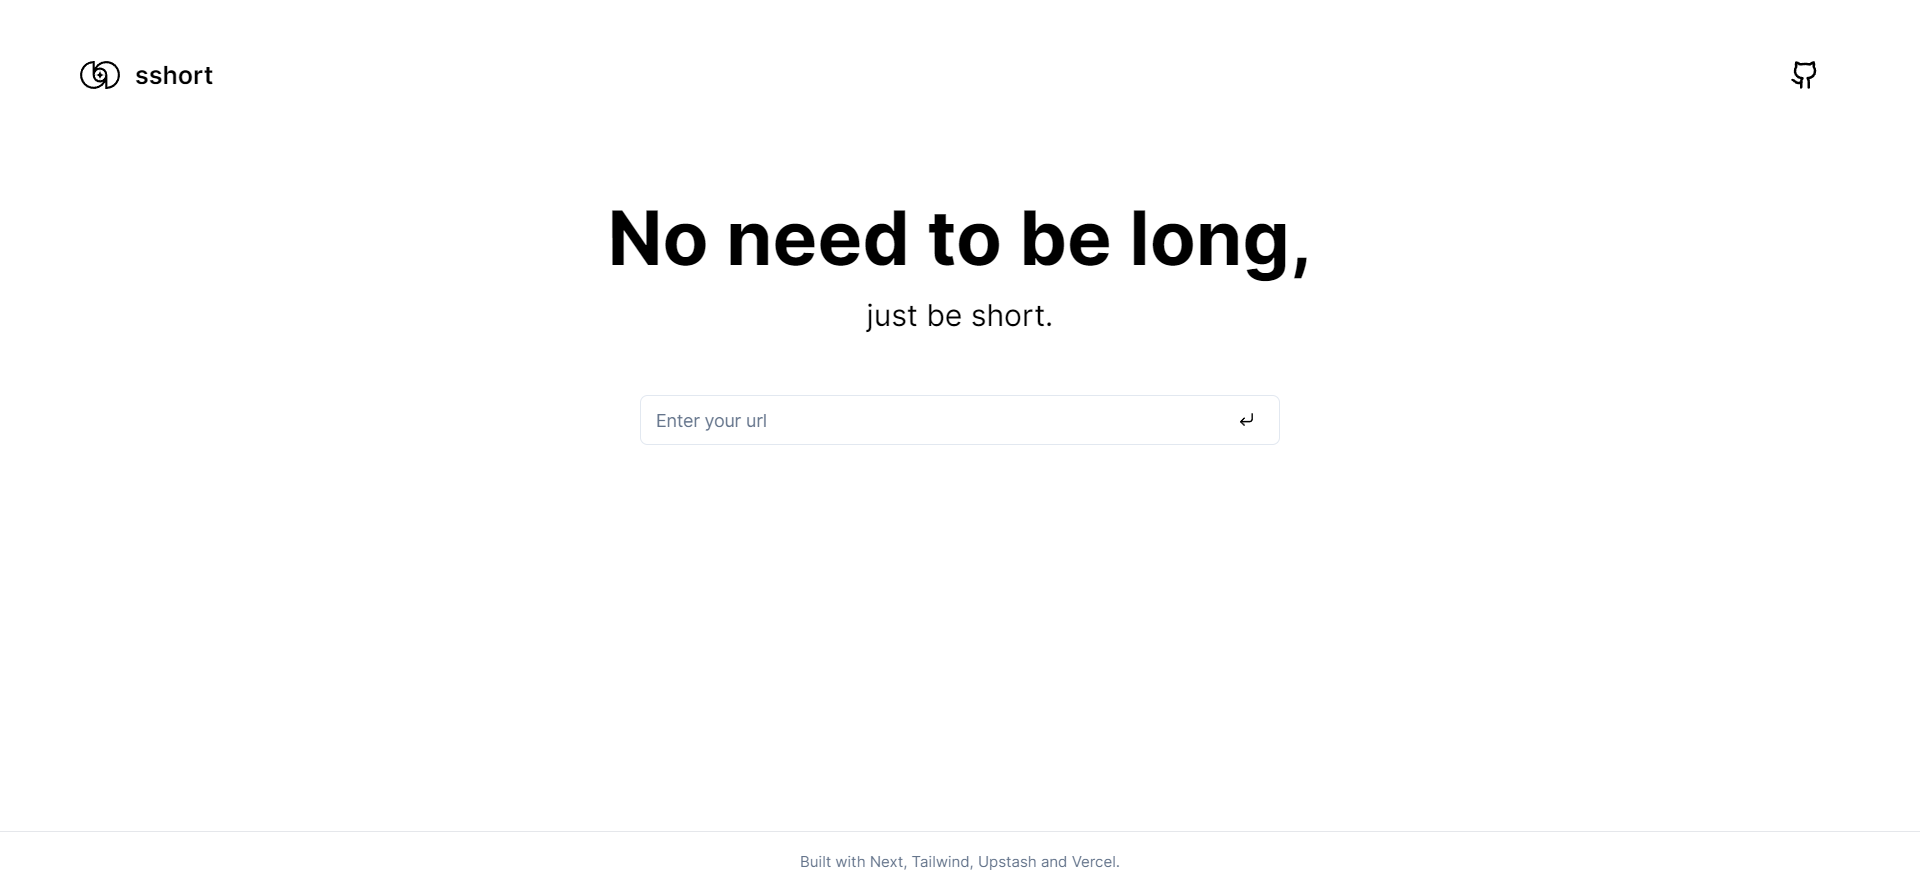 sshort
No need to be long,
just be short.
Enter your url
Built with Next, Tailwind, Upstash and Vercel.